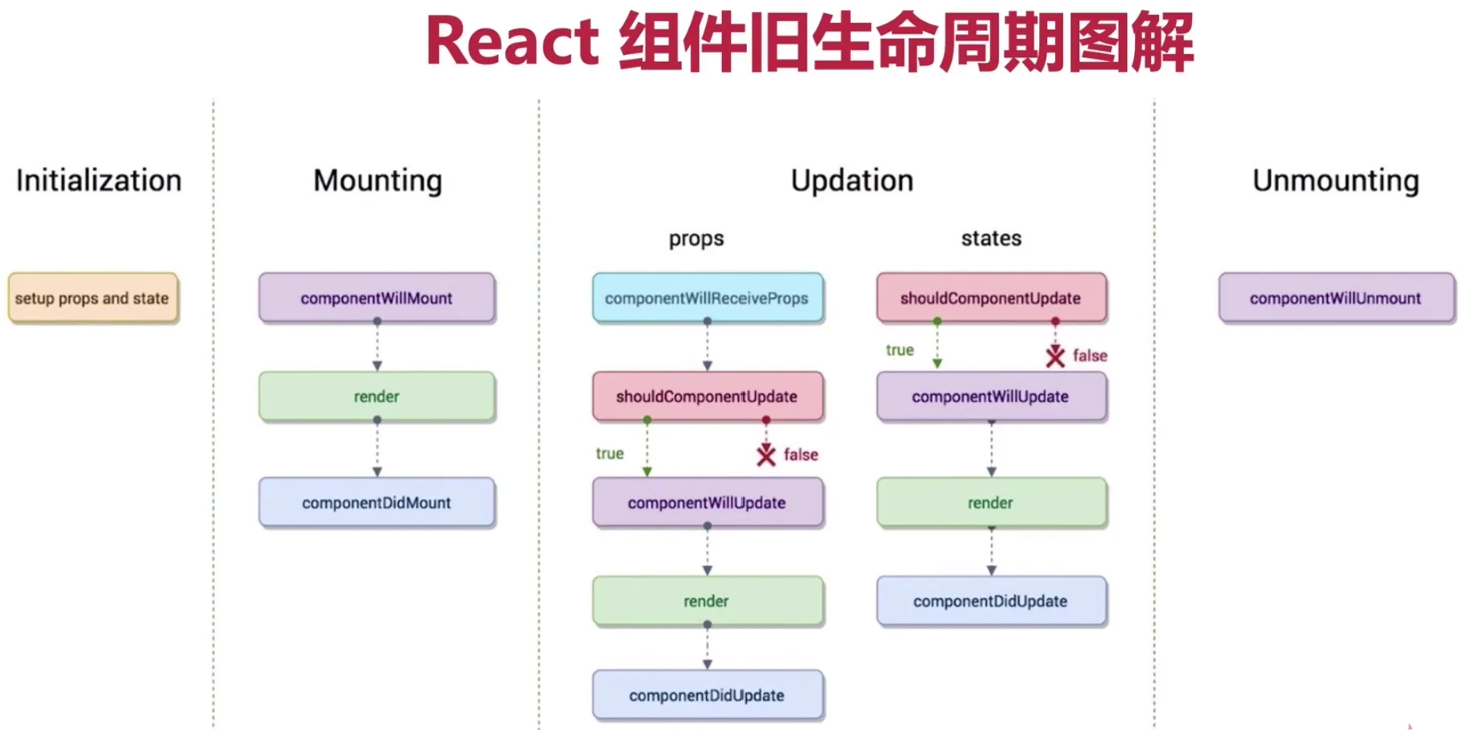 React 组件旧生命周期图解
Initialization
setup props and state
Mounting
componentWillMount
render
componentDidMount
Updation
props
componentWillReceiveProps
shouldComponentUpdate
true
false
componentWillUpdate
render
componentDidUpdate
states
shouldComponentUpdate
true
false
componentWillUpdate
render
componentDidUpdate
Unmounting
componentWillUnmount